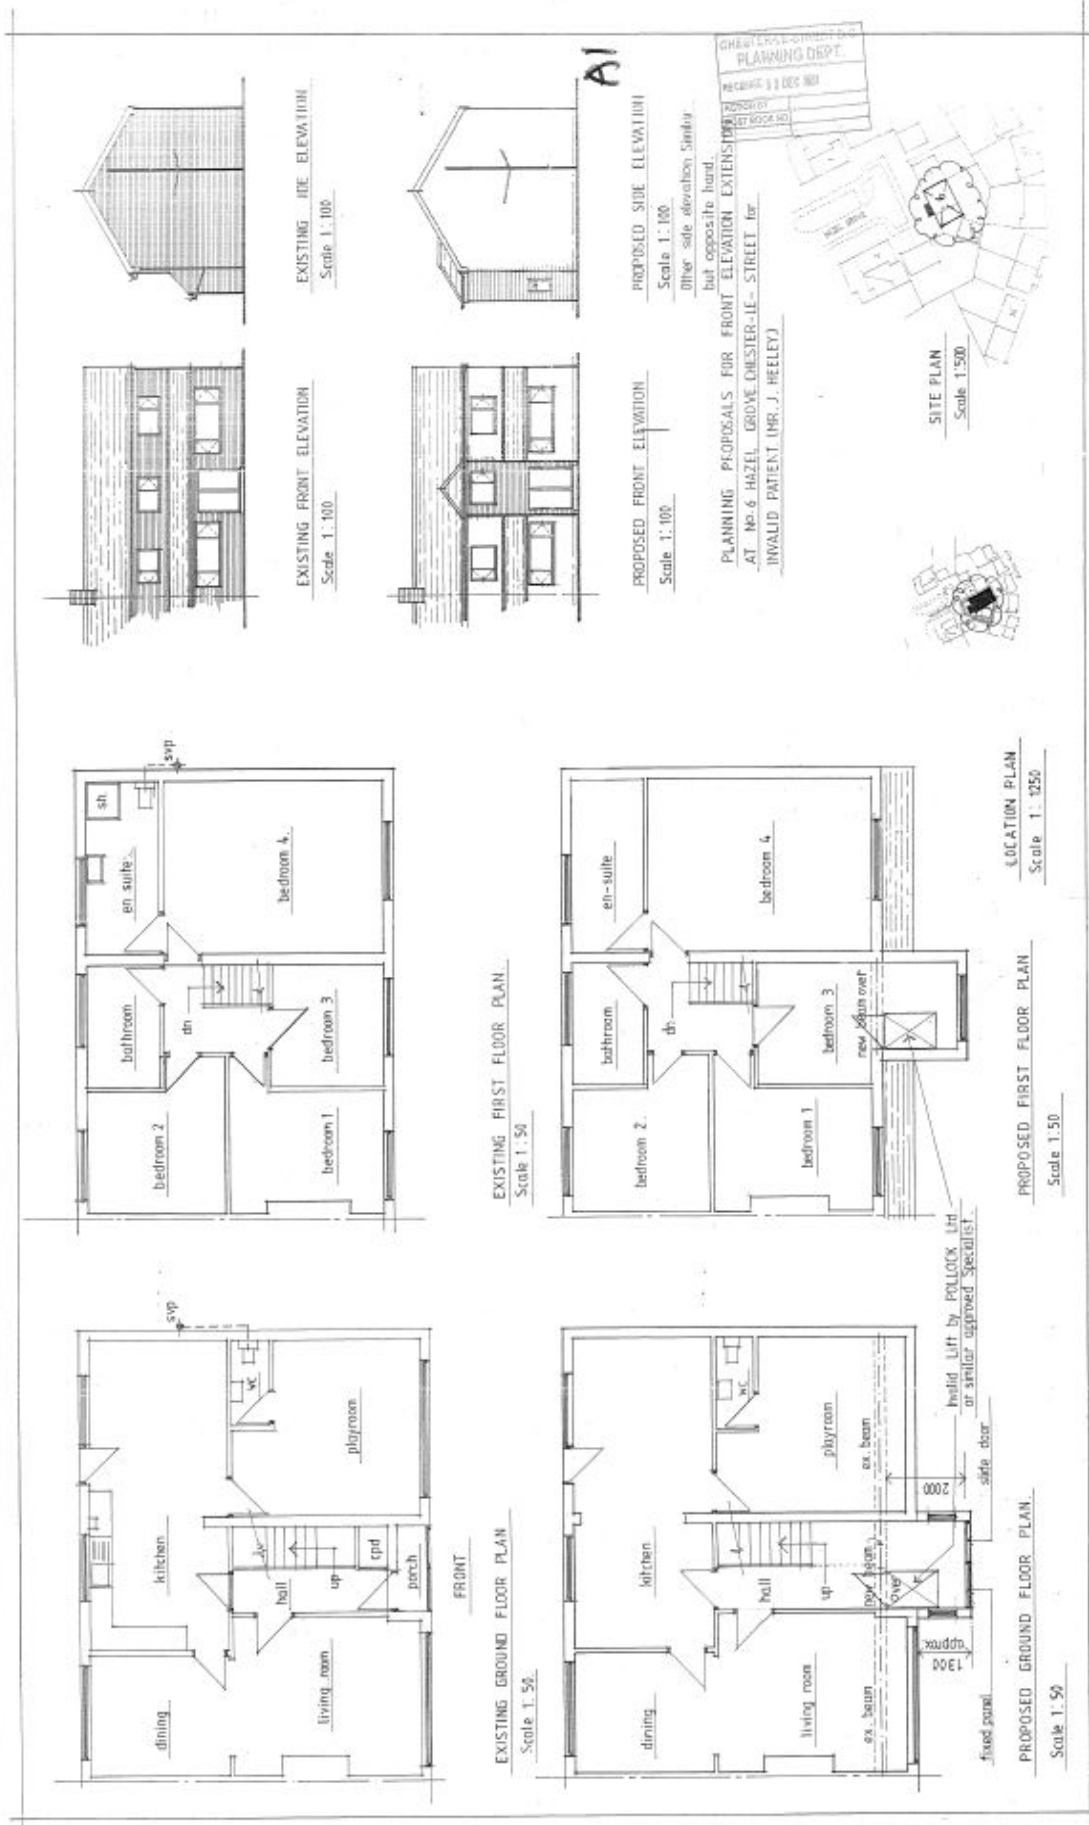 EXISTING GROUND FLOOR PLAN
Scale 1:50.
dining
kitchen
living room
hall
up
cpd
porch
wc
playroom
svp
FRONT
EXISTING FIRST FLOOR PLAN.
Scale 1:50
bedroom 2
bathroom
en suite.
sh.
svp
dn
bedroom 1
bedroom 3
bedroom 4.
EXISTING FRONT ELEVATION
Scale 1:100
EXISTING SIDE ELEVATION
Scale 1:100
PROPOSED GROUND FLOOR PLAN.
Scale 1:50
dining
kitchen
living room
hall
up
wc
playroom
ex. beam
new beam
over
ex. beam
1300
approx.
2000
fixed panel
slide door
Invalid Lift by POLLOCK Ltd
or similar approved Specialist.
PROPOSED FIRST FLOOR PLAN
Scale 1:50
bedroom 2.
bathroom
en-suite
dn.
bedroom 1
bedroom 3
new beam over
bedroom 4
LOCATION PLAN
Scale 1:1250
PROPOSED FRONT ELEVATION
Scale 1:100
PROPOSED SIDE ELEVATION
Scale 1:100
Other side elevation Similar
but opposite hand.
A1
PLANNING PROPOSALS FOR FRONT ELEVATION EXTENSION
AT No.6 HAZEL GROVE, CHESTER-LE-STREET for
INVALID PATIENT (MR. J. HEELEY)
SITE PLAN
Scale 1:500
6
PLANNING DEPT.
RECEIVED
DEC